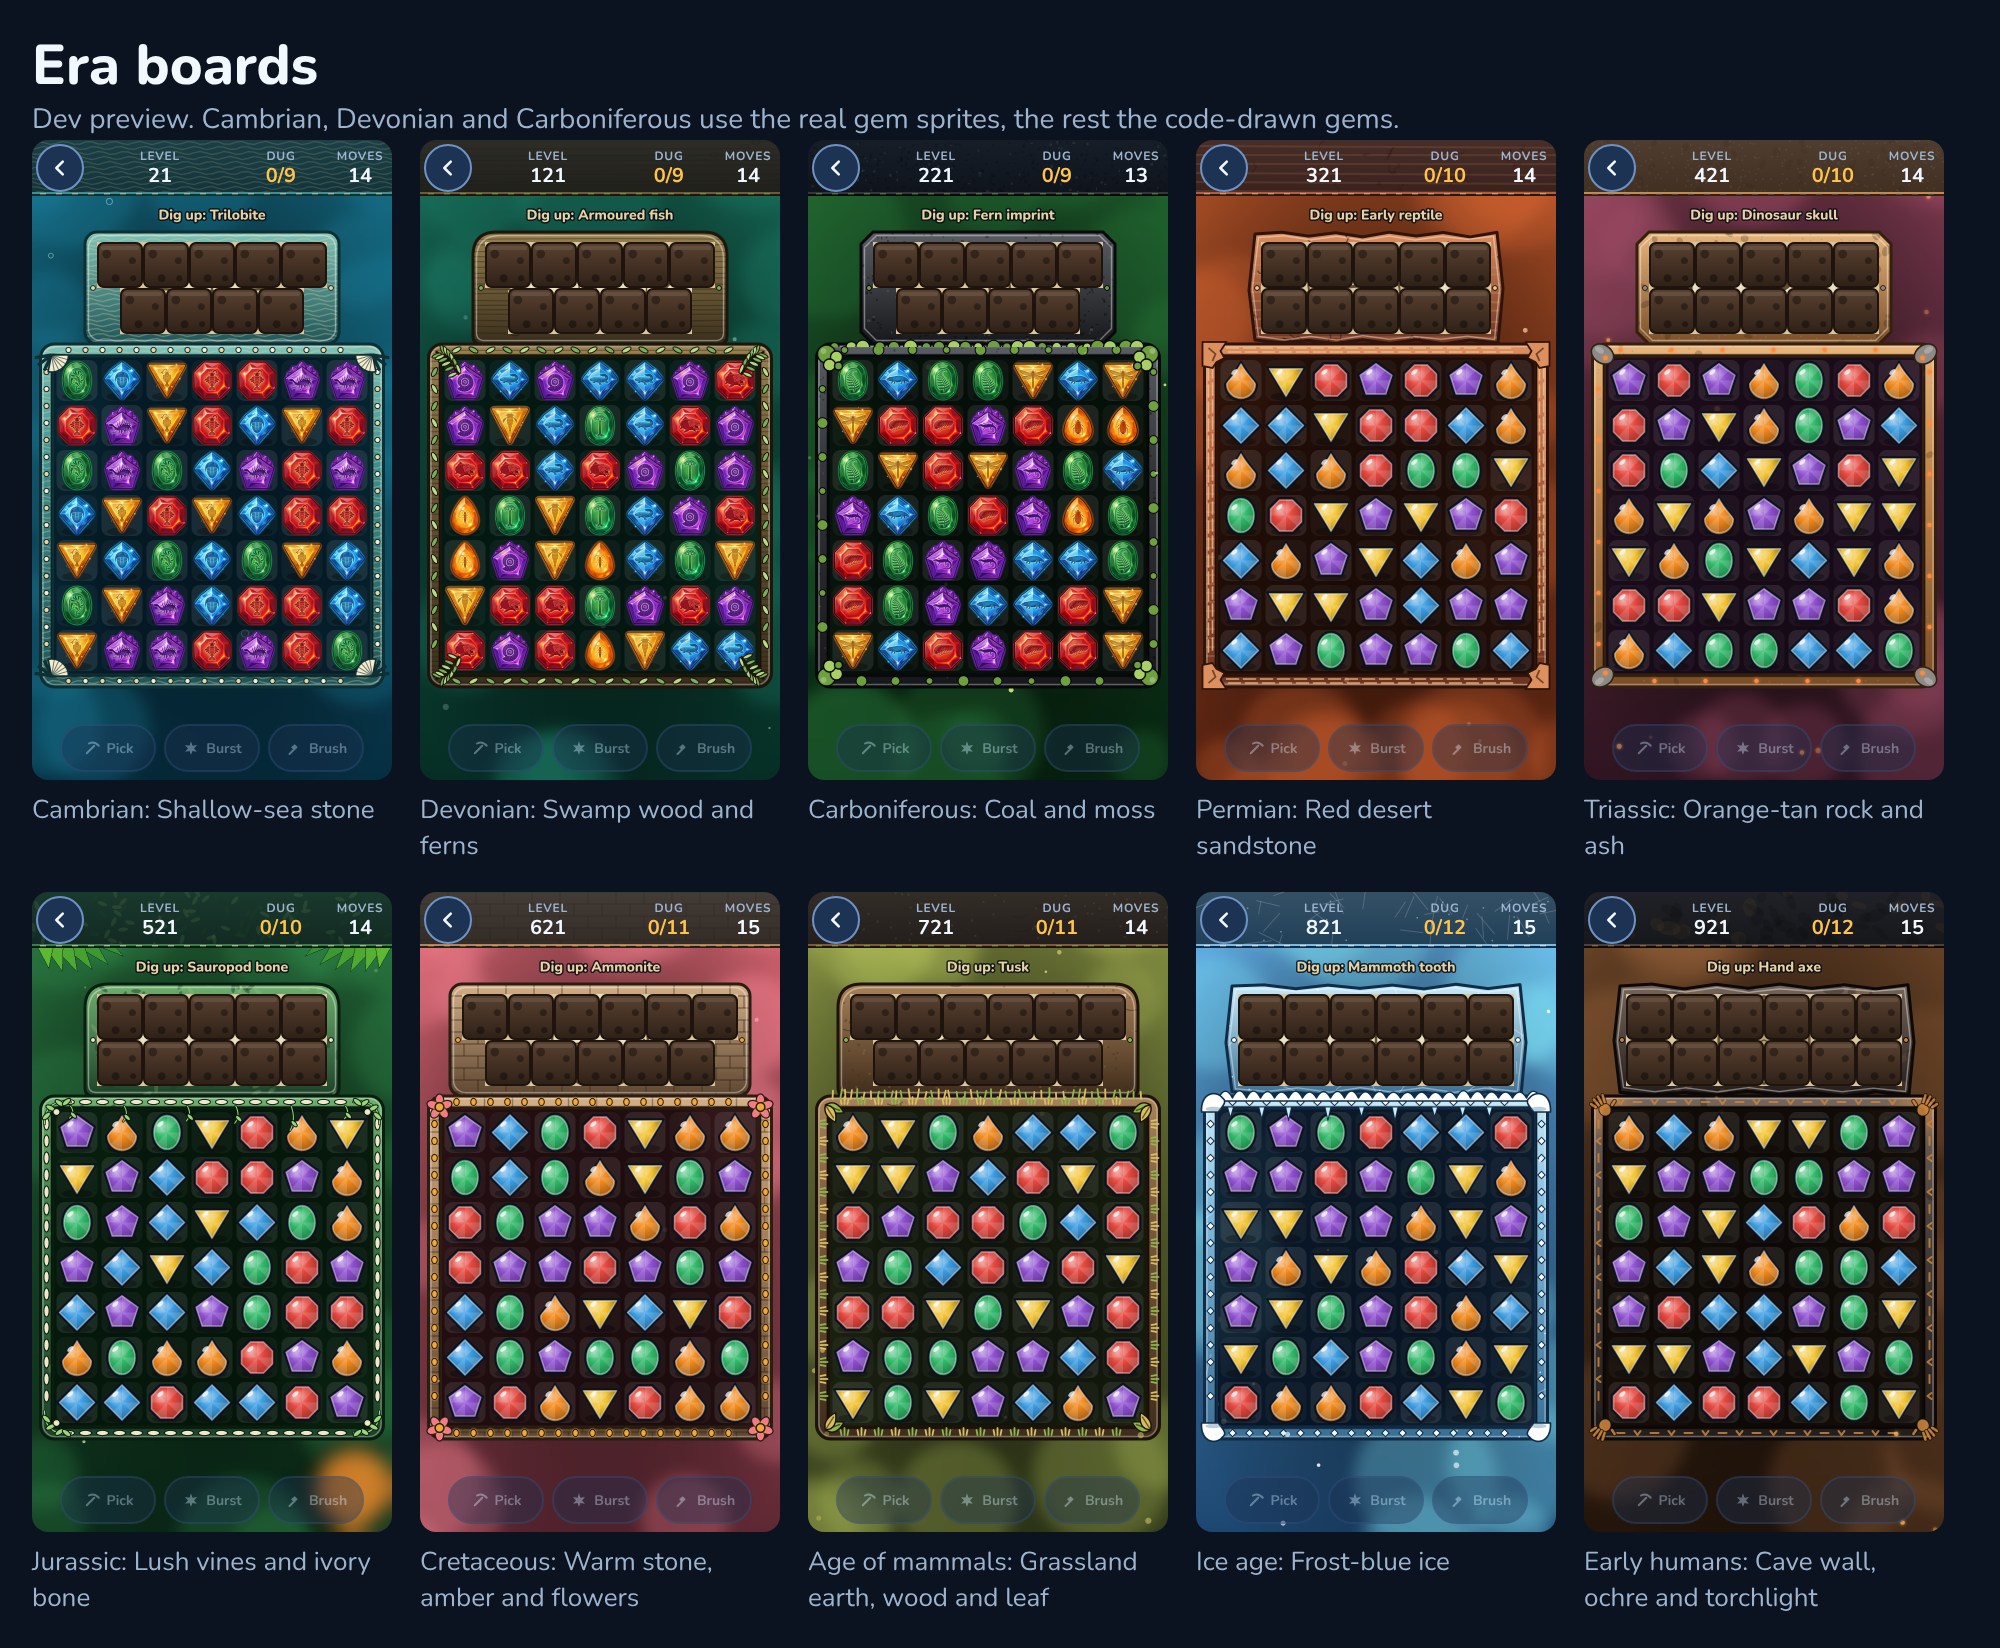 Era boards
Dev preview. Cambrian, Devonian and Carboniferous use the real gem sprites, the rest the code-drawn gems.
LEVEL DUG MOVES
21 0/9 14
Dig up: Trilobite
Pick Burst Brush
Cambrian: Shallow-sea stone
LEVEL DUG MOVES
121 0/9 14
Dig up: Armoured fish
Pick Burst Brush
Devonian: Swamp wood and
ferns
LEVEL DUG MOVES
221 0/9 13
Dig up: Fern imprint
Pick Burst Brush
Carboniferous: Coal and moss
LEVEL DUG MOVES
321 0/10 14
Dig up: Early reptile
Pick Burst Brush
Permian: Red desert
sandstone
LEVEL DUG MOVES
421 0/10 14
Dig up: Dinosaur skull
Pick Burst Brush
Triassic: Orange-tan rock and
ash
LEVEL DUG MOVES
521 0/10 14
Dig up: Sauropod bone
Pick Burst Brush
Jurassic: Lush vines and ivory
bone
LEVEL DUG MOVES
621 0/11 15
Dig up: Ammonite
Pick Burst Brush
Cretaceous: Warm stone,
amber and flowers
LEVEL DUG MOVES
721 0/11 14
Dig up: Tusk
Pick Burst Brush
Age of mammals: Grassland
earth, wood and leaf
LEVEL DUG MOVES
821 0/12 15
Dig up: Mammoth tooth
Pick Burst Brush
Ice age: Frost-blue ice
LEVEL DUG MOVES
921 0/12 15
Dig up: Hand axe
Pick Burst Brush
Early humans: Cave wall,
ochre and torchlight